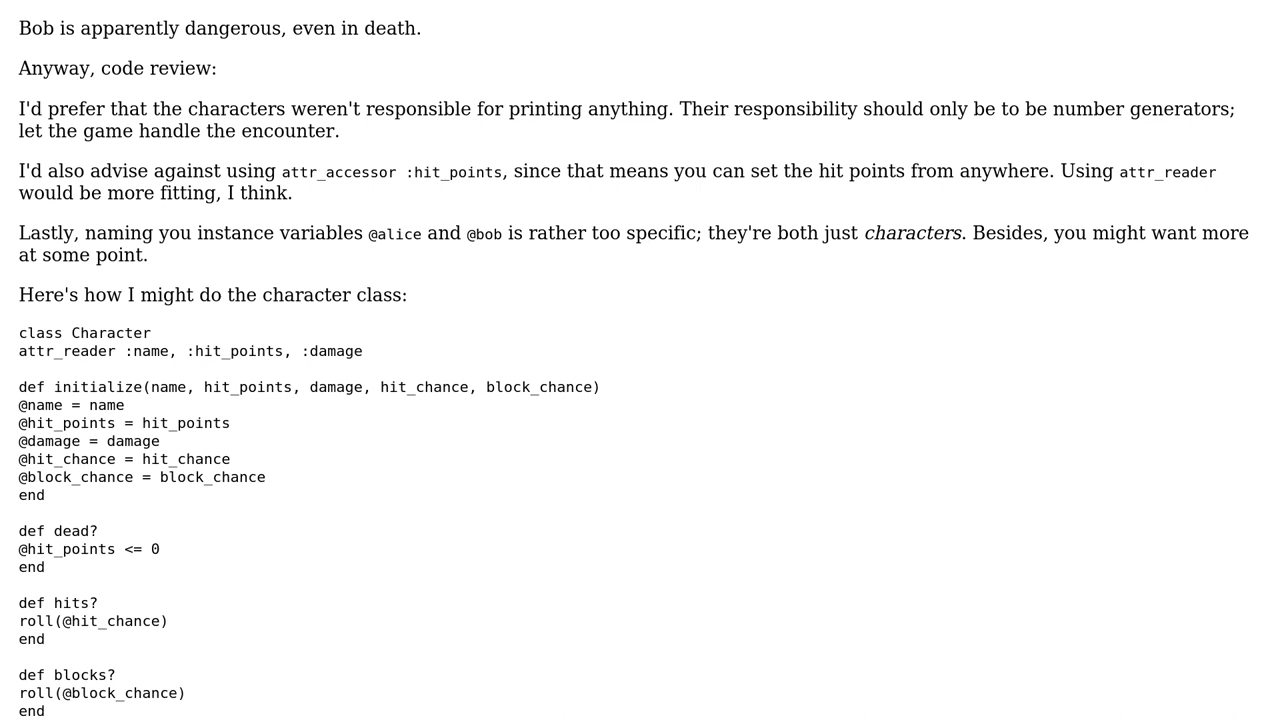 Bob is apparently dangerous, even in death.
Anyway, code review:
I'd prefer that the characters weren't responsible for printing anything. Their responsibility should only be to be number generators;
let the game handle the encounter.
I'd also advise against using attr_accessor :hit_points, since that means you can set the hit points from anywhere. Using attr_reader
would be more fitting, I think.
Lastly, naming you instance variables @alice and @bob is rather too specific; they're both just characters. Besides, you might want more
at some point.
Here's how I might do the character class:
class Character
attr_reader :name, :hit_points, :damage
def initialize(name, hit_points, damage, hit_chance, block_chance)
@name = name
@hit_points = hit_points
@damage = damage
@hit_chance = hit_chance
@block_chance = block_chance
end
def dead?
@hit_points <= 0
end
def hits?
roll(@hit_chance)
end
def blocks?
roll(@block_chance)
end